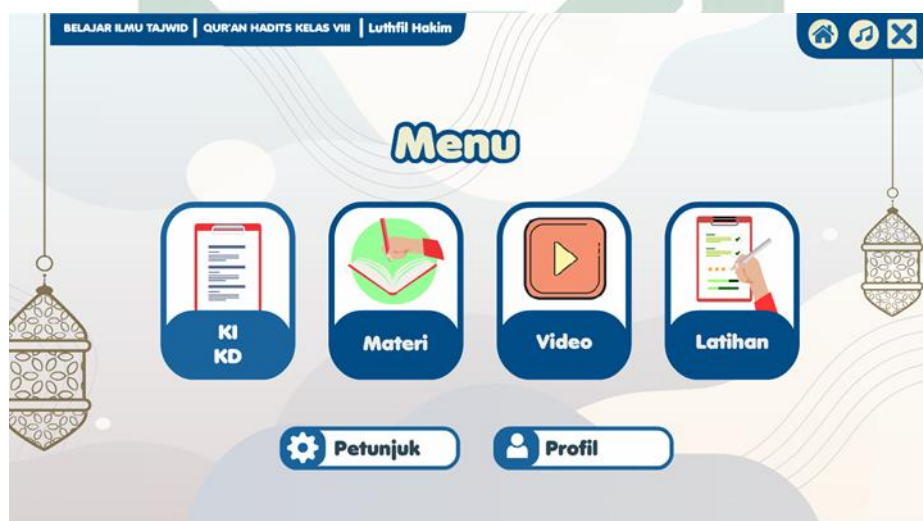 BELAJAR ILMU TAJWID | QUR'AN HADITS KELAS VIII | Luthfil Hakim
Menu
KI
KD
Materi
Video
Latihan
Petunjuk
Profil